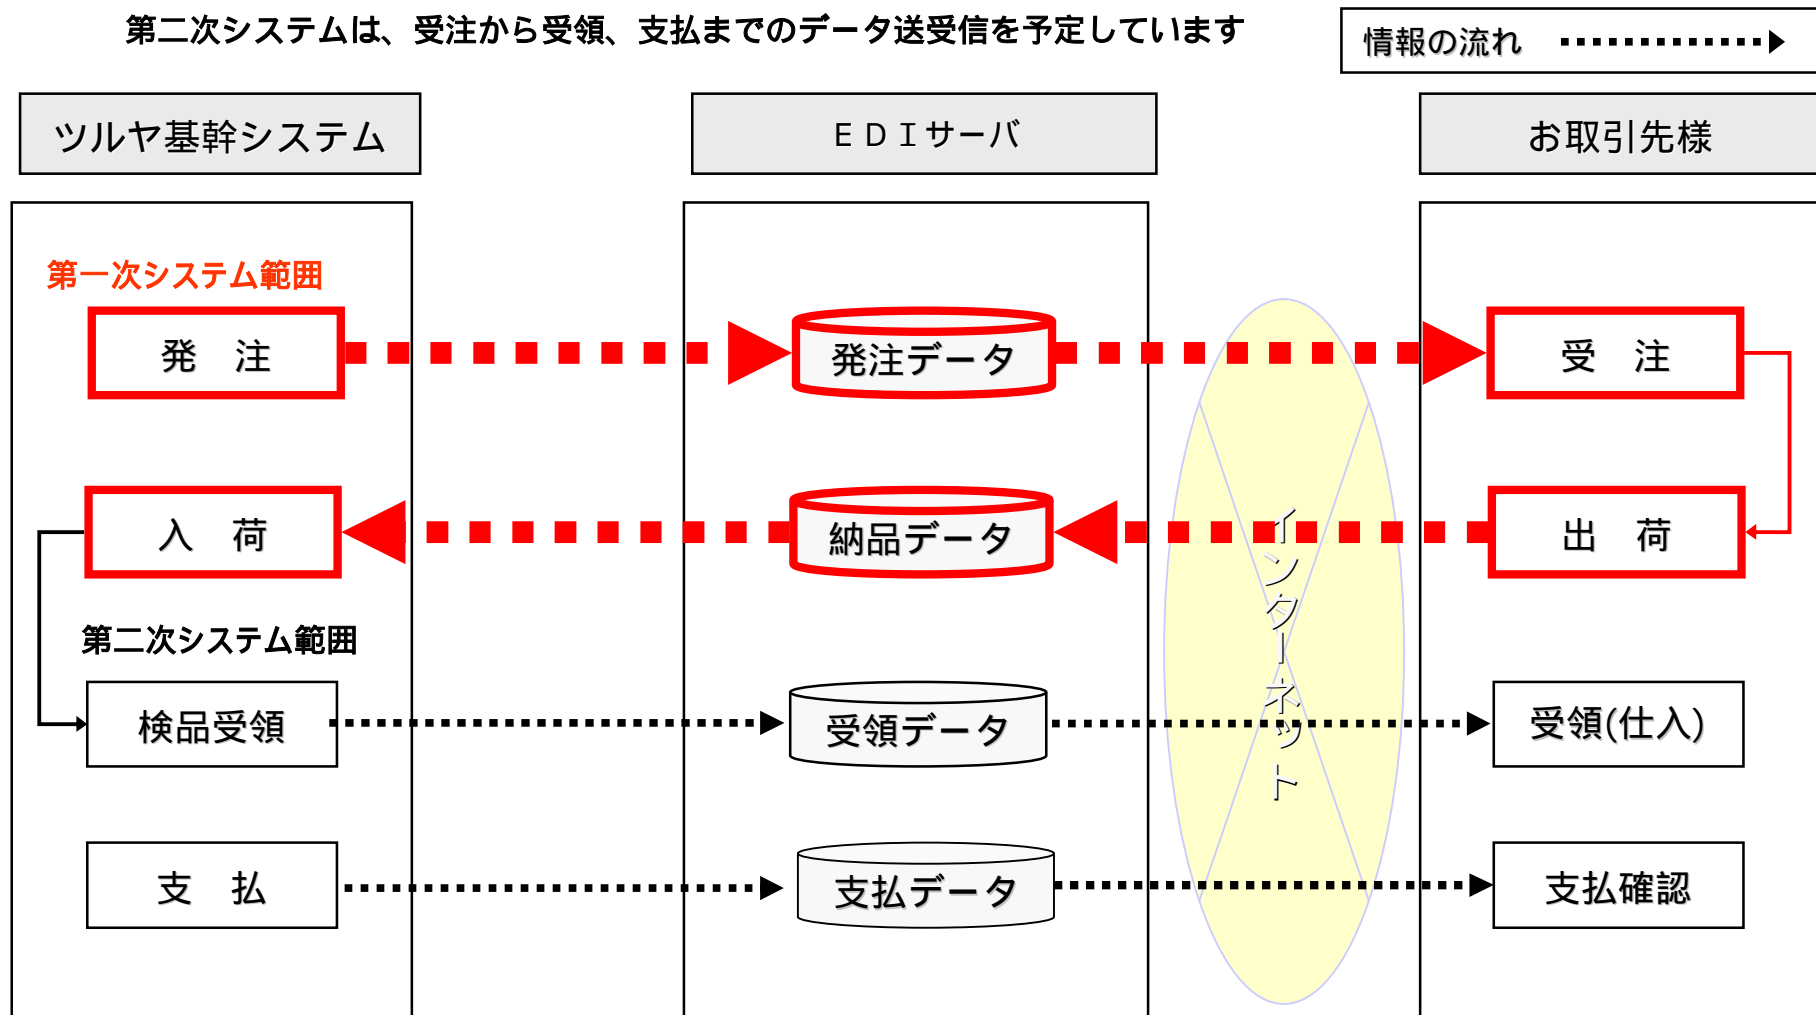 第二次システムは、受注から受領、支払までのデータ送受信を予定しています
情報の流れ
ツルヤ基幹システム
ＥＤＩサーバ
お取引先様
第一次システム範囲
発　注
発注データ
受　注
入　荷
納品データ
出　荷
インターネット
第二次システム範囲
検品受領
受領データ
受領(仕入)
支　払
支払データ
支払確認